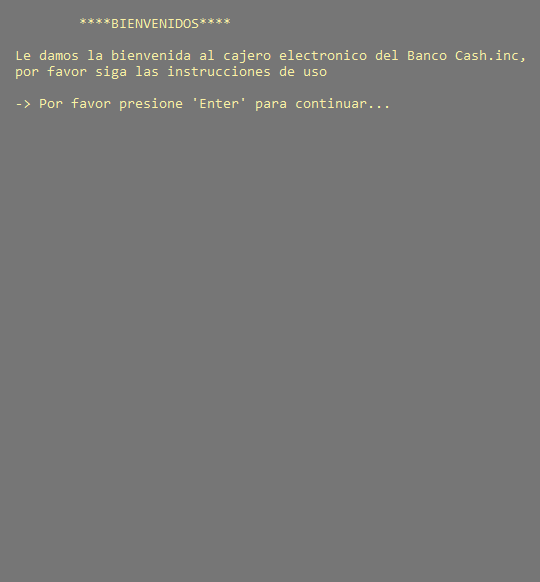 ****BIENVENIDOS****
Le damos la bienvenida al cajero electronico del Banco Cash.inc,
por favor siga las instrucciones de uso
-> Por favor presione 'Enter' para continuar...